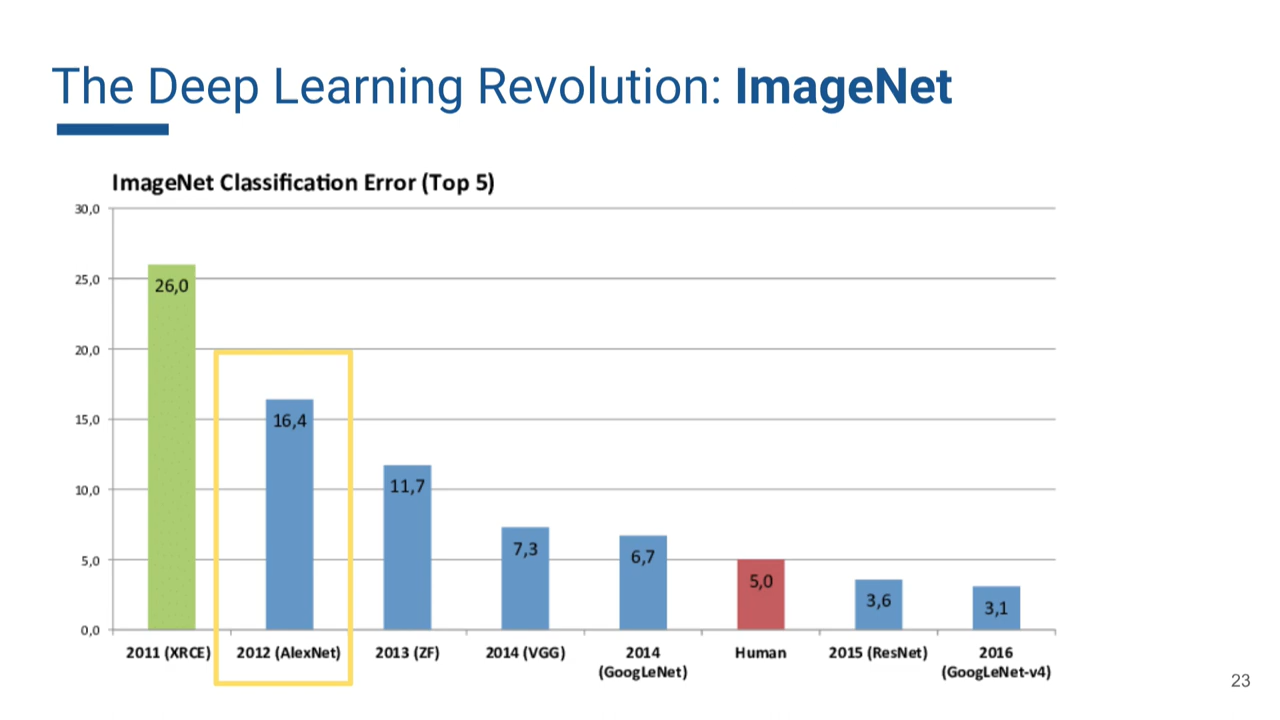 The Deep Learning Revolution: ImageNet
ImageNet Classification Error (Top 5)
30,0
25,0
20,0
15,0
10,0
5,0
0,0
26,0
16,4
11,7
7,3
6,7
5,0
3,6
3,1
2011 (XRCE)
2012 (AlexNet)
2013 (ZF)
2014 (VGG)
2014
(GoogLeNet)
Human
2015 (ResNet)
2016
(GoogLeNet-v4)
23